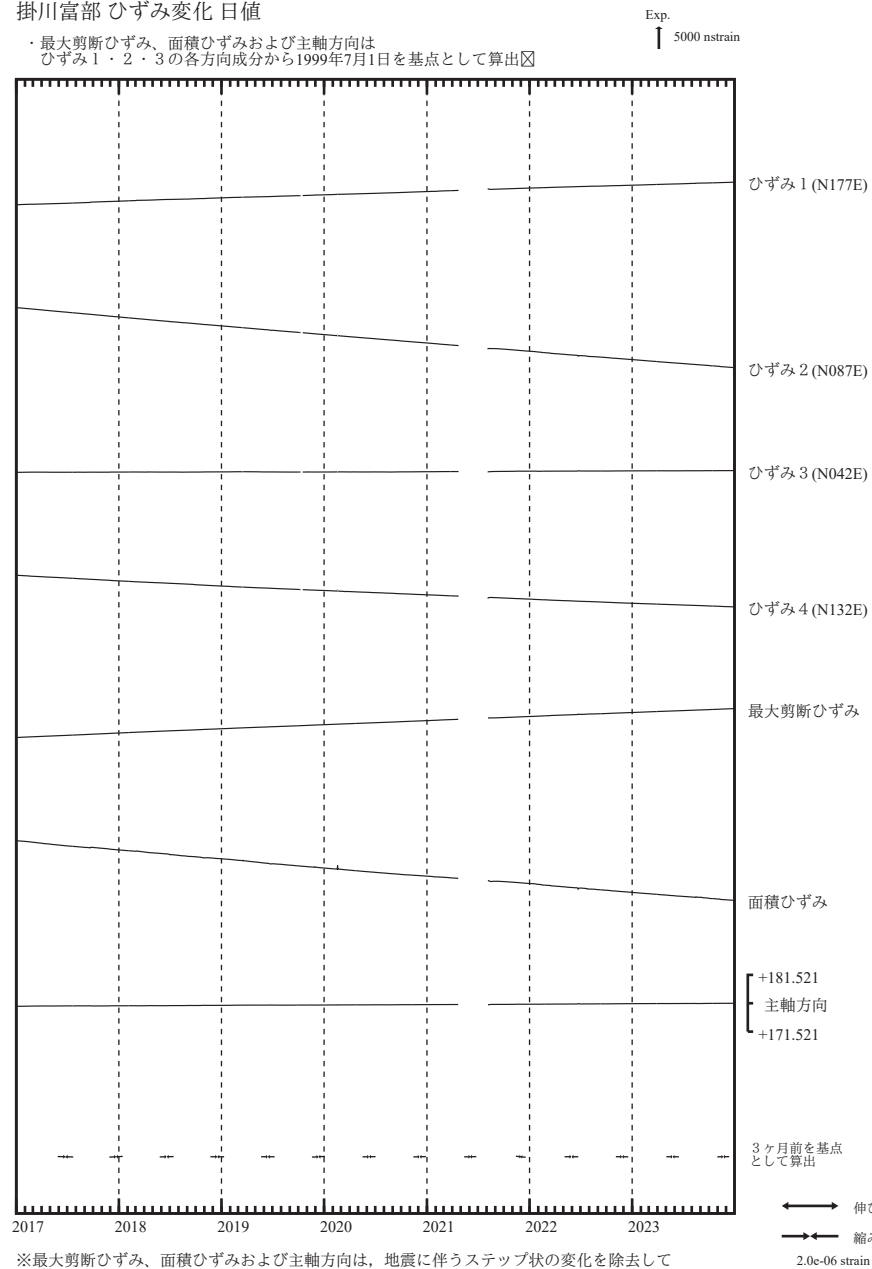 掛川富部 ひずみ変化 日値
・最大剪断ひずみ、面積ひずみおよび主軸方向は
ひずみ１・２・３の各方向成分から1999年7月1日を基点として算出
Exp.
5000 nstrain
ひずみ１(N177E)
ひずみ２(N087E)
ひずみ３(N042E)
ひずみ４(N132E)
最大剪断ひずみ
面積ひずみ
+181.521
主軸方向
+171.521
３ヶ月前を基点
として算出
2017 2018 2019 2020 2021 2022 2023
伸び
縮み
2.0e-06 strain
※最大剪断ひずみ、面積ひずみおよび主軸方向は，地震に伴うステップ状の変化を除去して